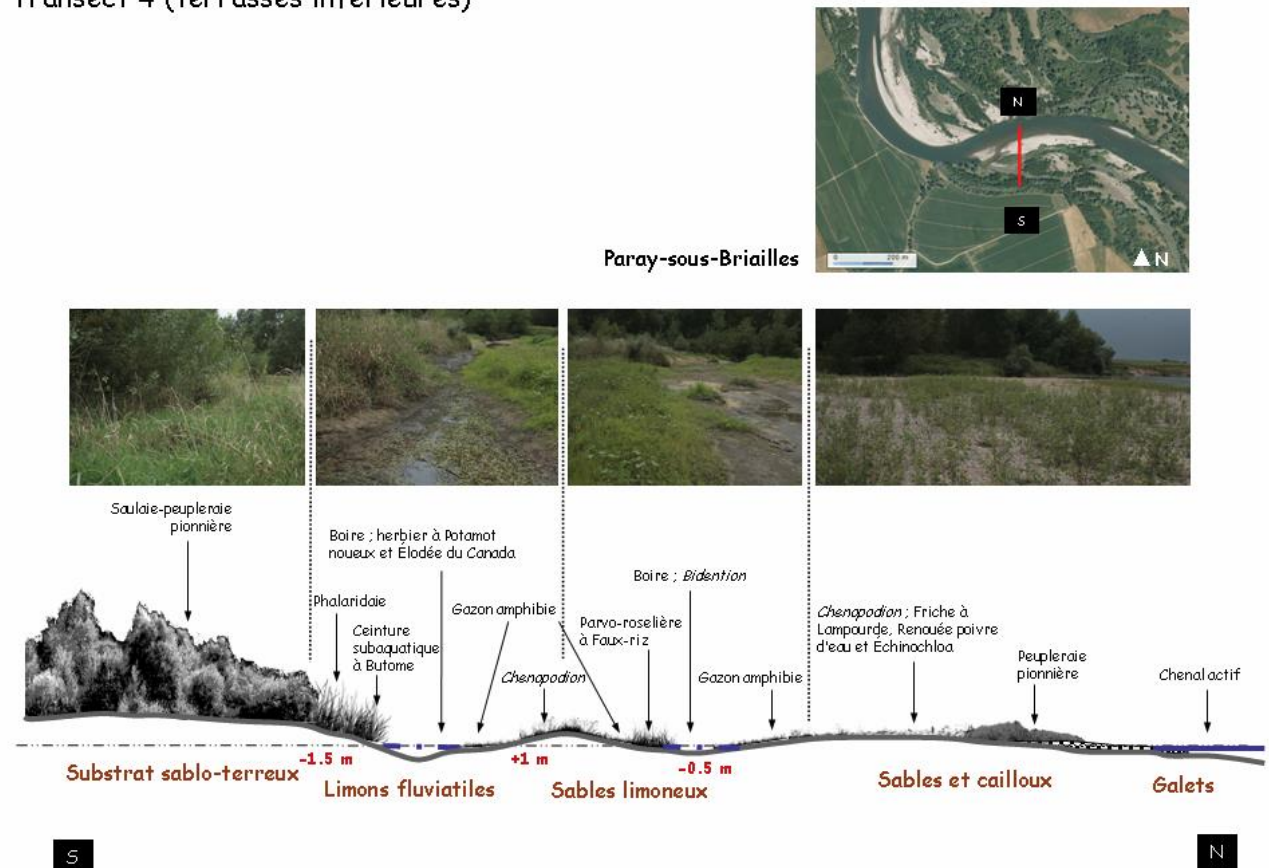 Transect 4 (Terrasses inférieures)
N
S
0 200 m
N
Paray-sous-Briailles
Saulaie-peupleraie
pionnière
Boire ; herbier à Potamot
noueux et Élodée du Canada
Phalaridaie
Ceinture
subaquatique
à Butome
Gazon amphibie
Chenopodion
Parvo-roselière
à Faux-riz
Boire ; Bidention
Gazon amphibie
Chenopodion ; Friche à
Lampourde, Renouée poivre
d'eau et Echinochloa
Peupleraie
pionnière
Chenal actif
-1.5 m
+1 m
-0.5 m
Substrat sablo-terreux
Limons fluviatiles
Sables limoneux
Sables et cailloux
Galets
S
N